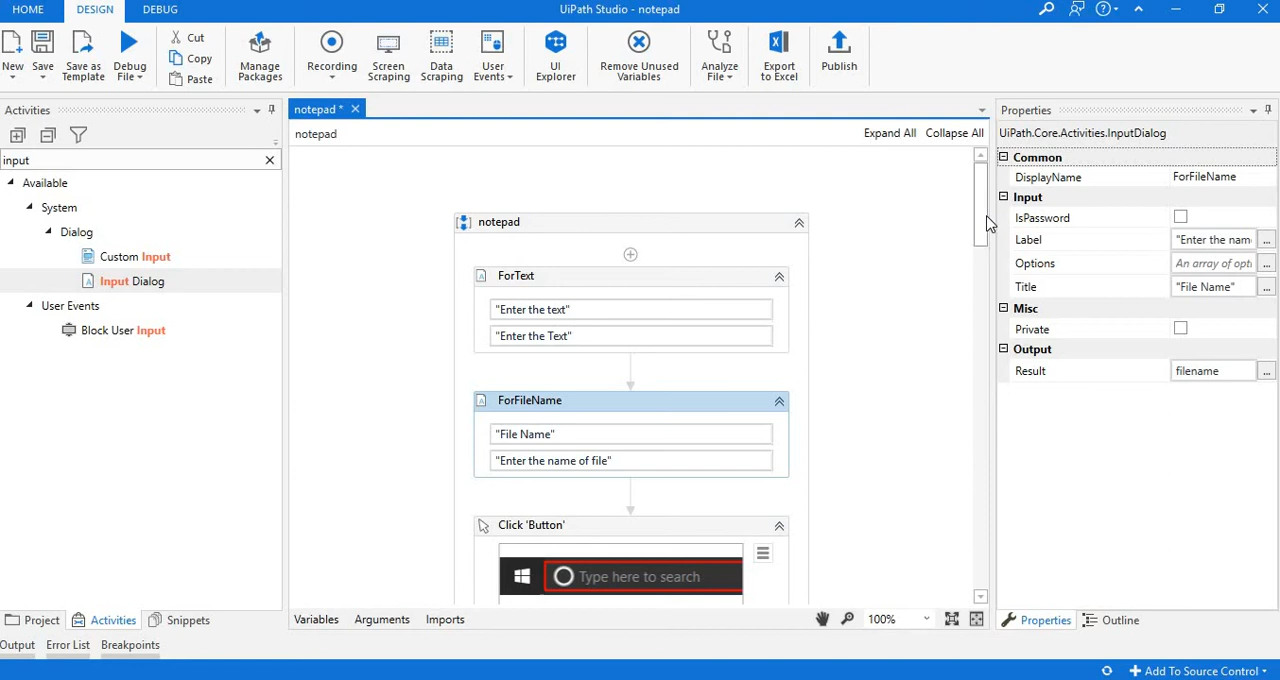 HOME DESIGN DEBUG UiPath Studio - notepad
New Save Save as Template Debug File Cut Copy Paste Manage Packages Recording Screen Scraping Data Scraping User Events UI Explorer Remove Unused Variables Analyze File Export to Excel Publish
Activities
input
Available
System
Dialog
Custom Input
Input Dialog
User Events
Block User Input
Project Activities Snippets
notepad *
notepad Expand All Collapse All
notepad
ForText
"Enter the text"
"Enter the Text"
ForFileName
"File Name"
"Enter the name of file"
Click 'Button'
Type here to search
Variables Arguments Imports 100%
Properties
UiPath.Core.Activities.InputDialog
Common
DisplayName ForFileName
Input
IsPassword
Label "Enter the nam
Options An array of opti
Title "File Name"
Misc
Private
Output
Result filename
Properties Outline
Output Error List Breakpoints
Add To Source Control